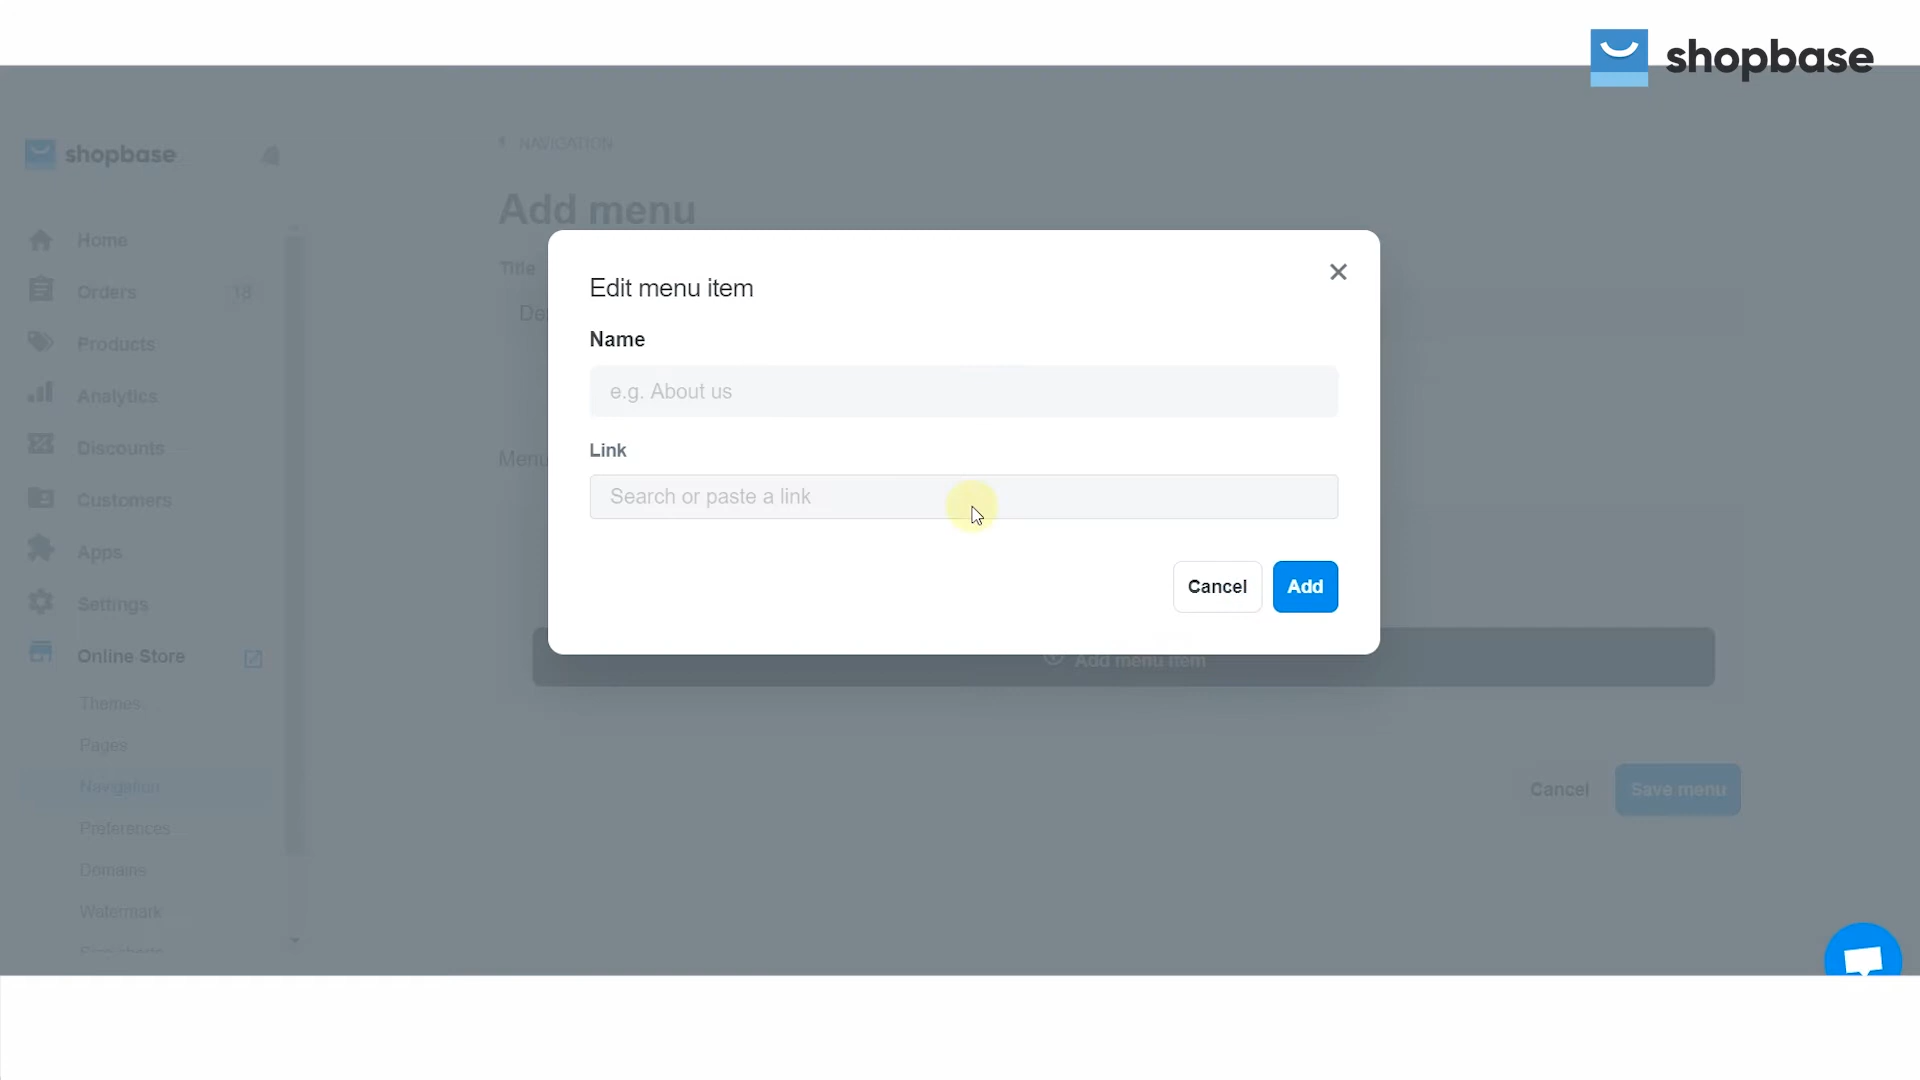 shopbase
shopbase
NAVIGATION
Add menu
Home
Title
Orders 18
Edit menu item
De
Name
Products
e.g. About us
Analytics
Discounts
Link
Menu
Customers
Search or paste a link
Apps
Cancel
Add
Settings
Online Store
Add menu item
Themes
Pages
Navigation
Cancel
Save menu
Preferences
Domains
Watermark